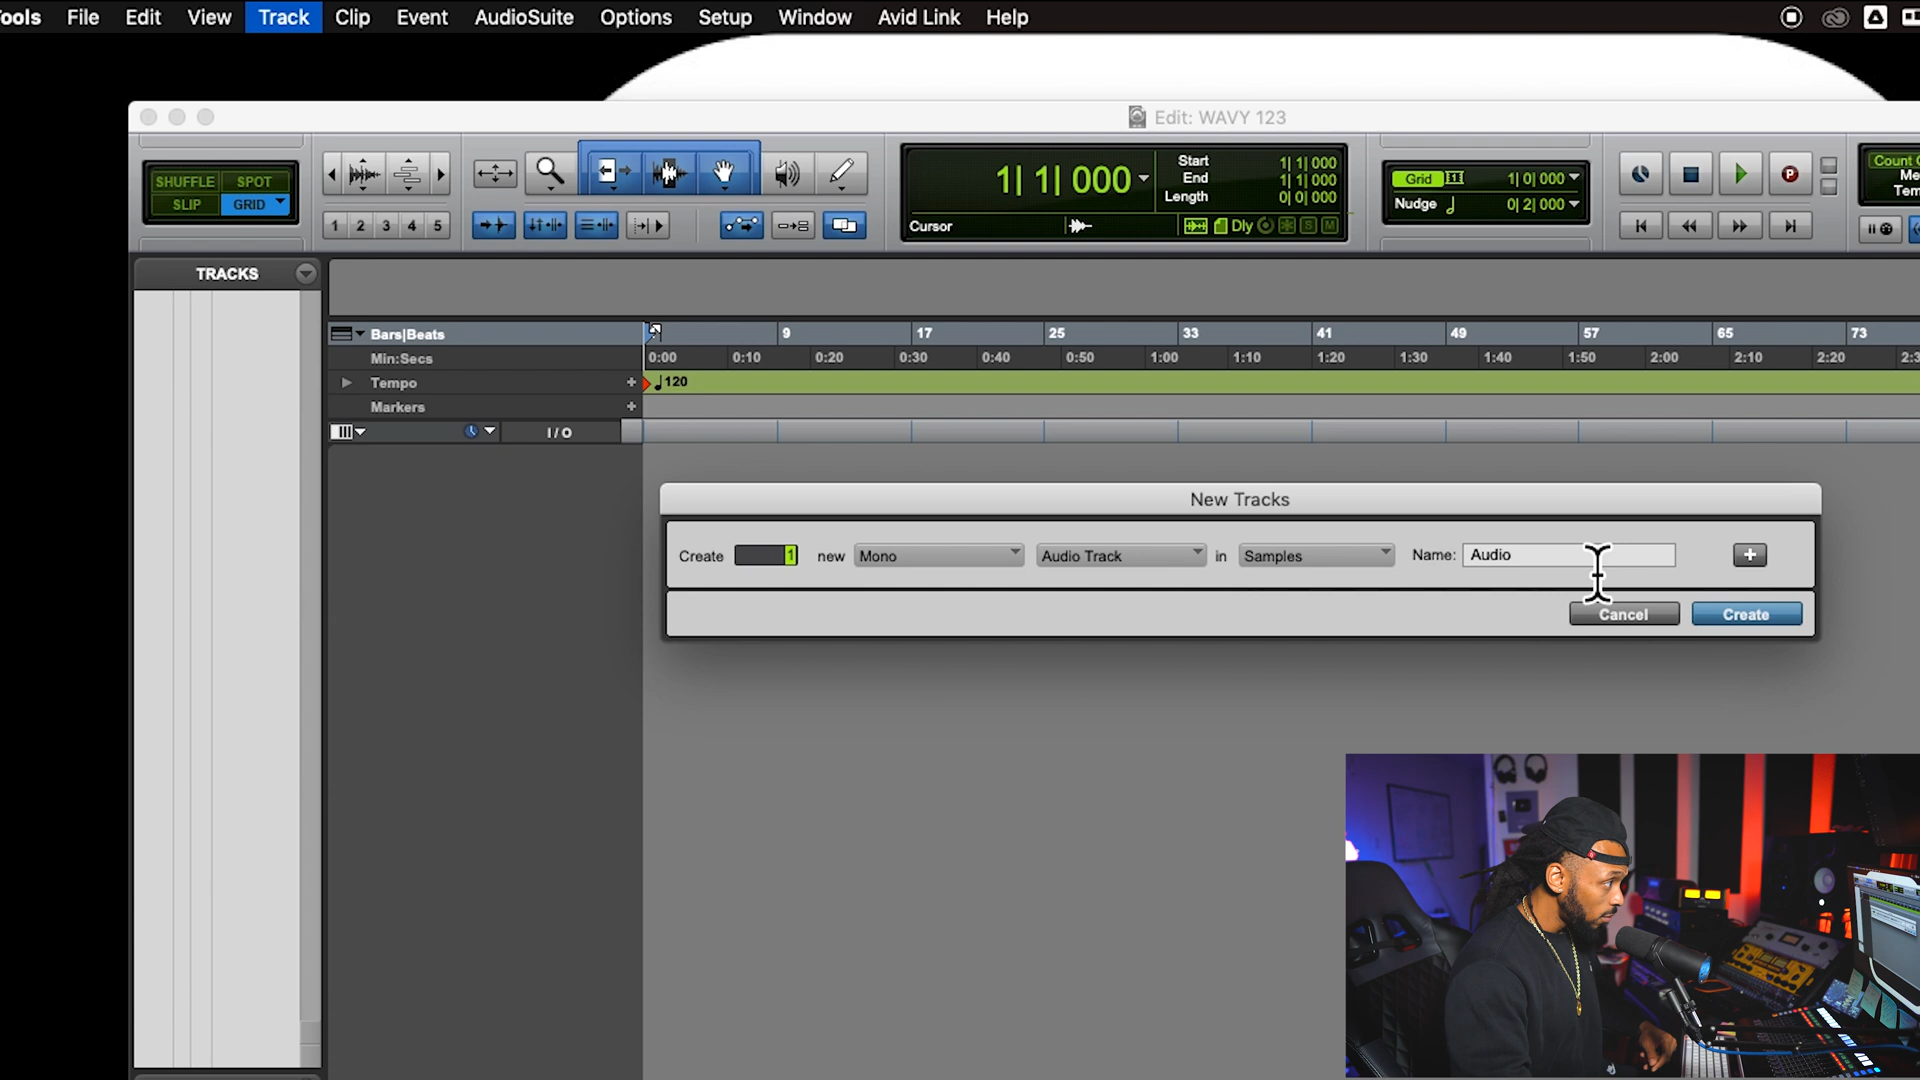 ools File Edit View Track Clip Event AudioSuite Options Setup Window Avid Link Help
Edit: WAVY 123
SHUFFLE SPOT
SLIP GRID
1 2 3 4 5
1| 1| 000
Start 1| 1| 000
End 1| 1| 000
Length 0| 0| 000
Cursor
Dly
S M
Grid 1| 0| 000
Nudge 0| 2| 000
P
Count
Me
Tem
TRACKS
Bars|Beats 9 17 25 33 41 49 57 65 73
Min:Secs 0:00 0:10 0:20 0:30 0:40 0:50 1:00 1:10 1:20 1:30 1:40 1:50 2:00 2:10 2:20 2:3
Tempo + 120
Markers +
I / O
New Tracks
Create 1 new Mono Audio Track in Samples Name: Audio +
Cancel Create